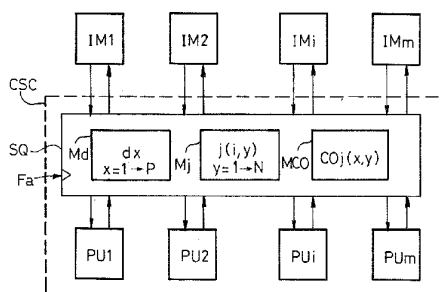 IM1 IM2 IMi IMm
CSC
SQ
Md dx Mj j(i,y) MCO COj(x,y)
x=1→P y=1→N
Fa
PU1 PU2 PUi PUm